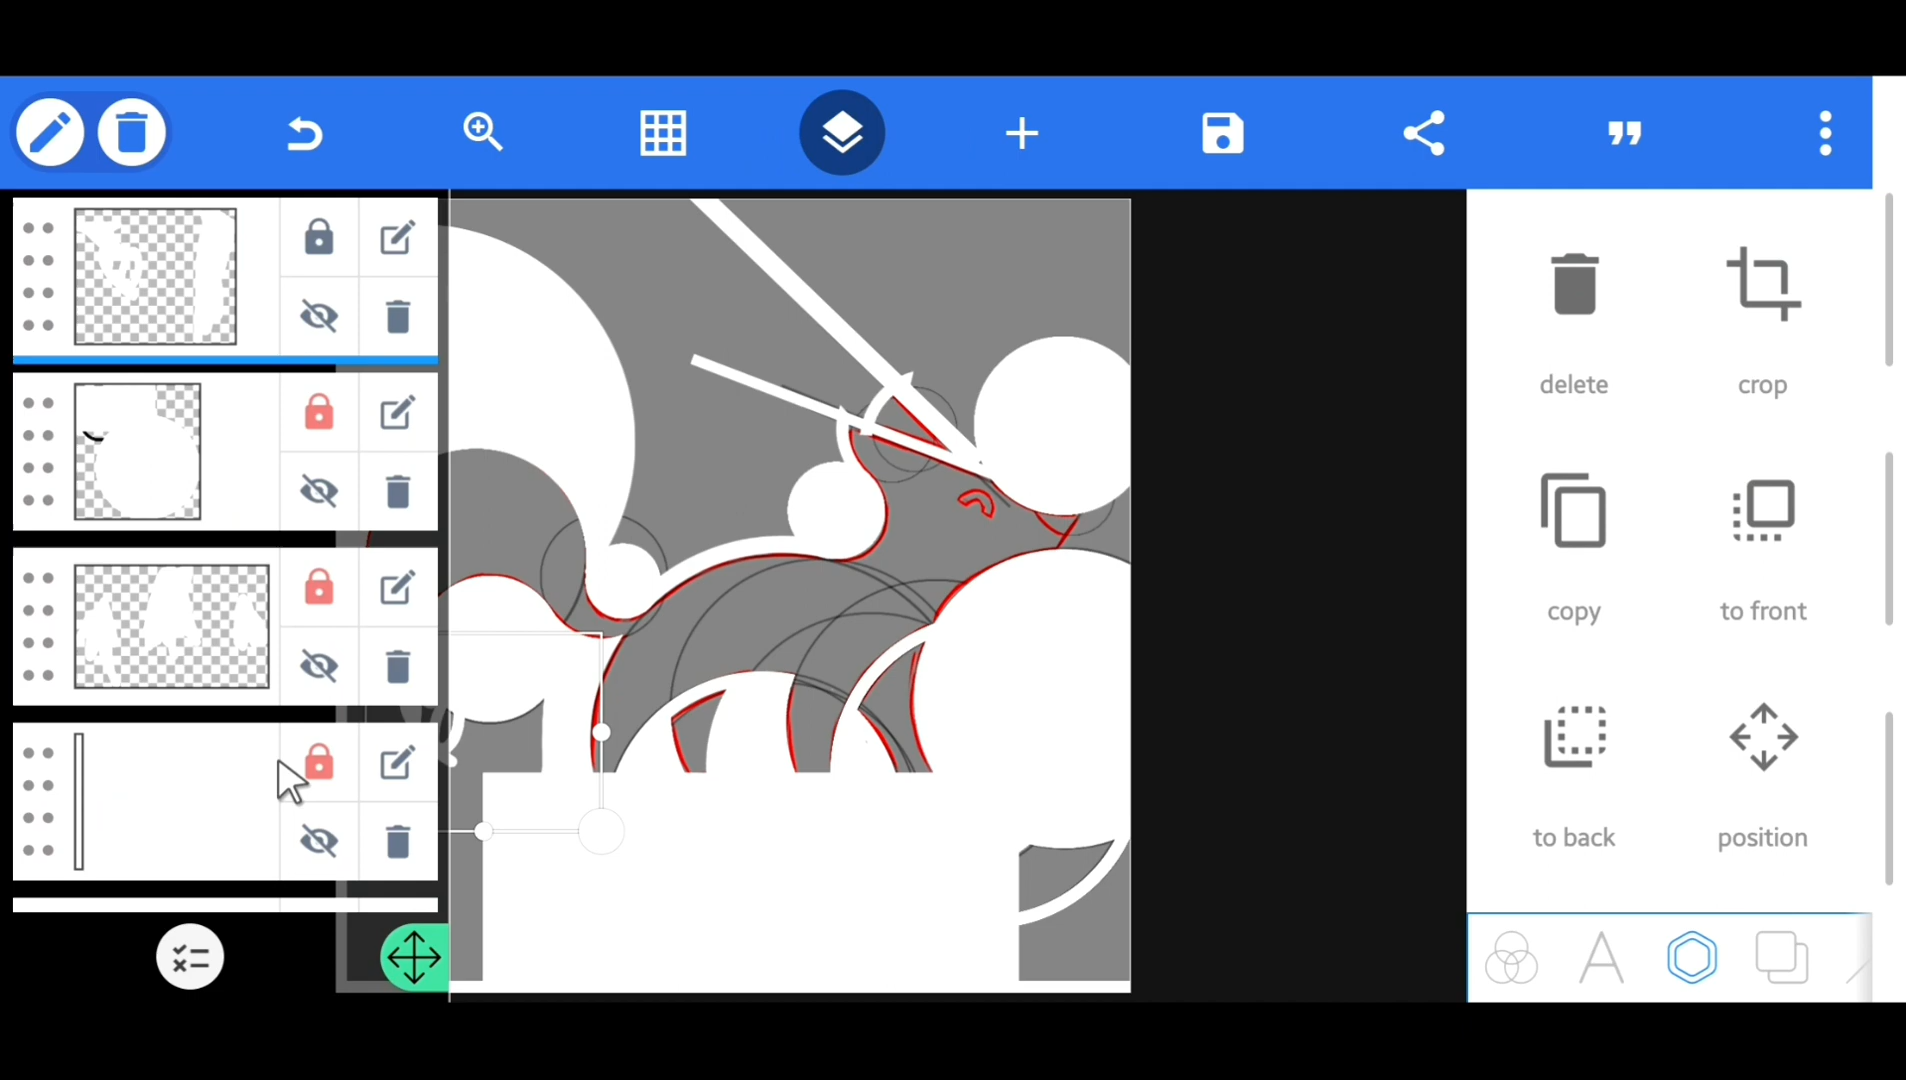 delete
crop
copy
to front
to back
position